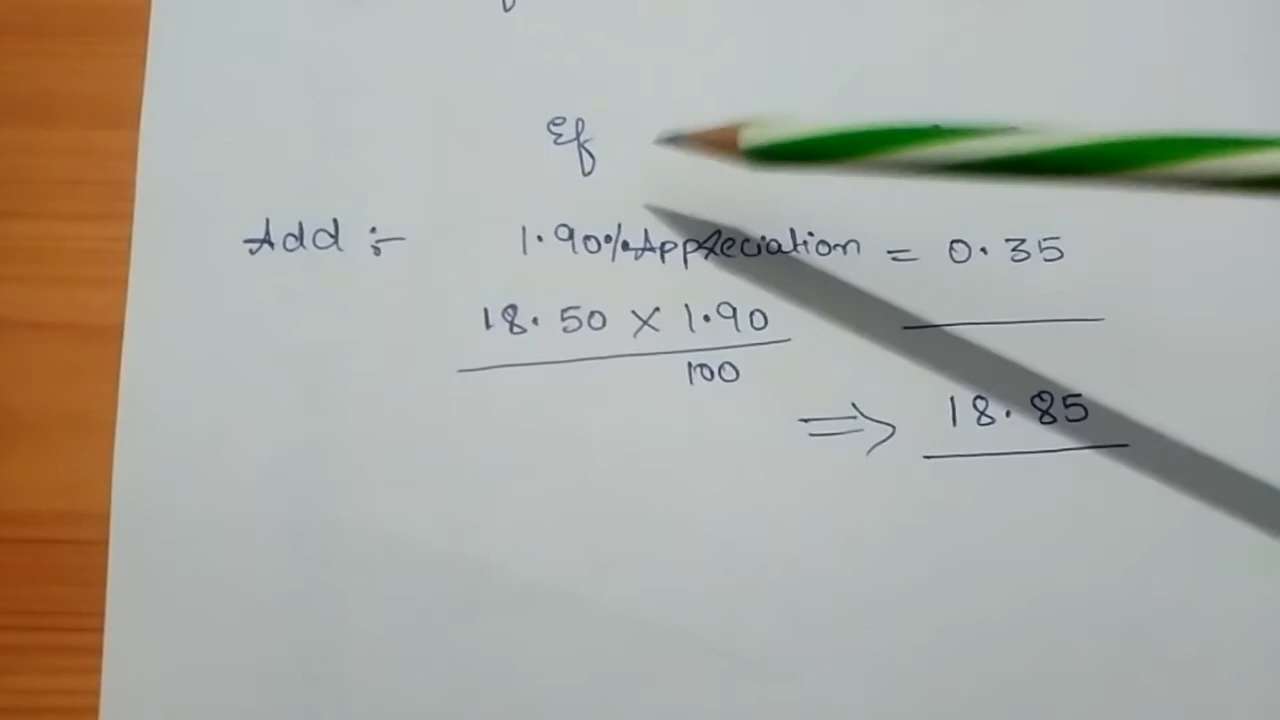 Ef
Add :- 1.90% Appreciation = 0.35
18.50 X 1.90
100
⇒ 18.85